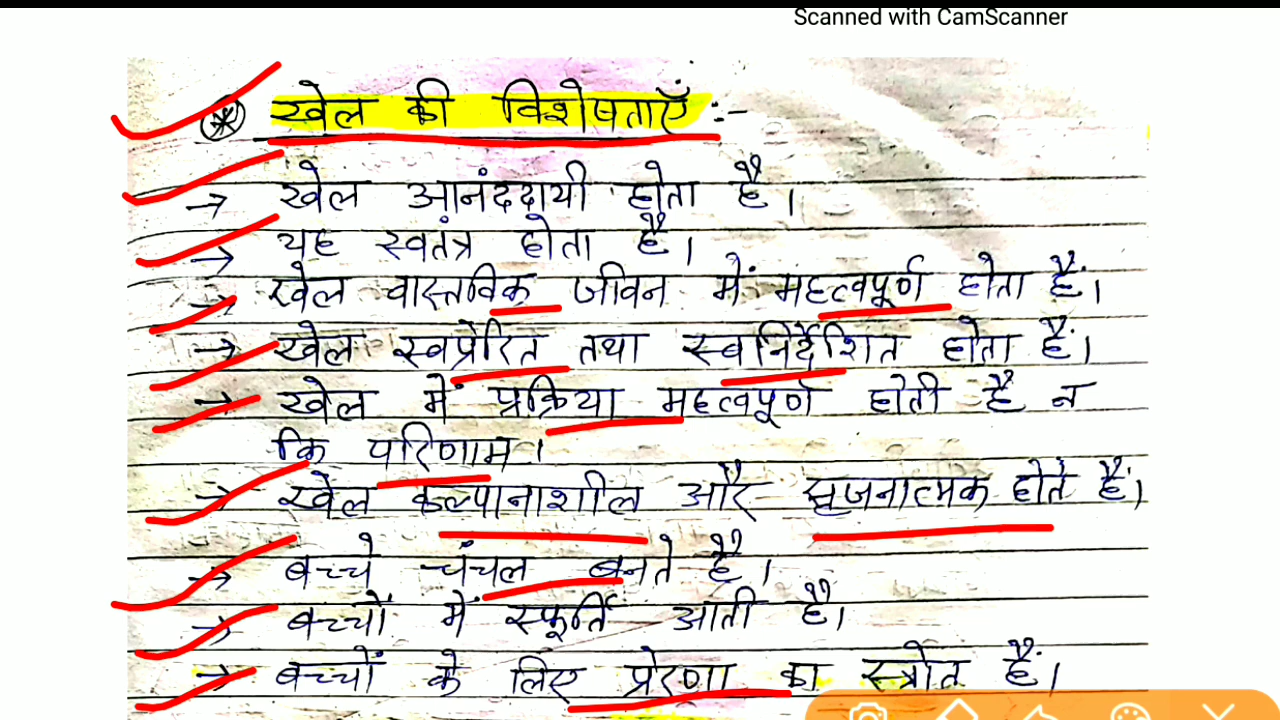 Scanned with CamScanner
खेल की विशेषताएँ :-
→ खेल आनंददायी होता है।
→ यह स्वतंत्र होता है।
→ खेल वास्तविक जीवन में महत्वपूर्ण होता है।
→ खेल स्वप्रेरित तथा स्वनिर्देशित होता है।
→ खेल में प्रक्रिया महत्वपूर्ण होती है न
कि परिणाम।
→ खेल कल्पानाशील और सृजनात्मक होते हैं।
→ बच्चे चंचल बनते है।
→ बच्चों में स्फूर्ति आती है।
→ बच्चों के लिए प्रेरणा का स्त्रोत है।